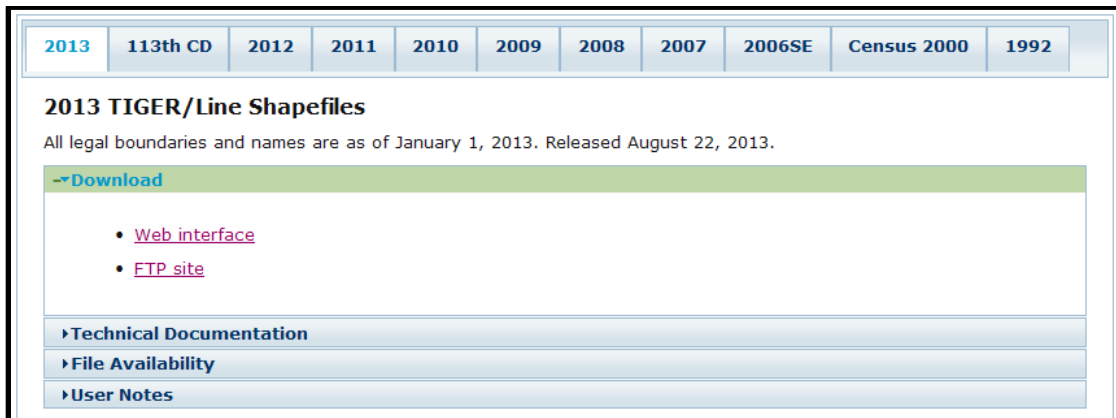 2013 113th CD 2012 2011 2010 2009 2008 2007 2006SE Census 2000 1992
2013 TIGER/Line Shapefiles
All legal boundaries and names are as of January 1, 2013. Released August 22, 2013.
Download
Web interface
FTP site
Technical Documentation
File Availability
User Notes